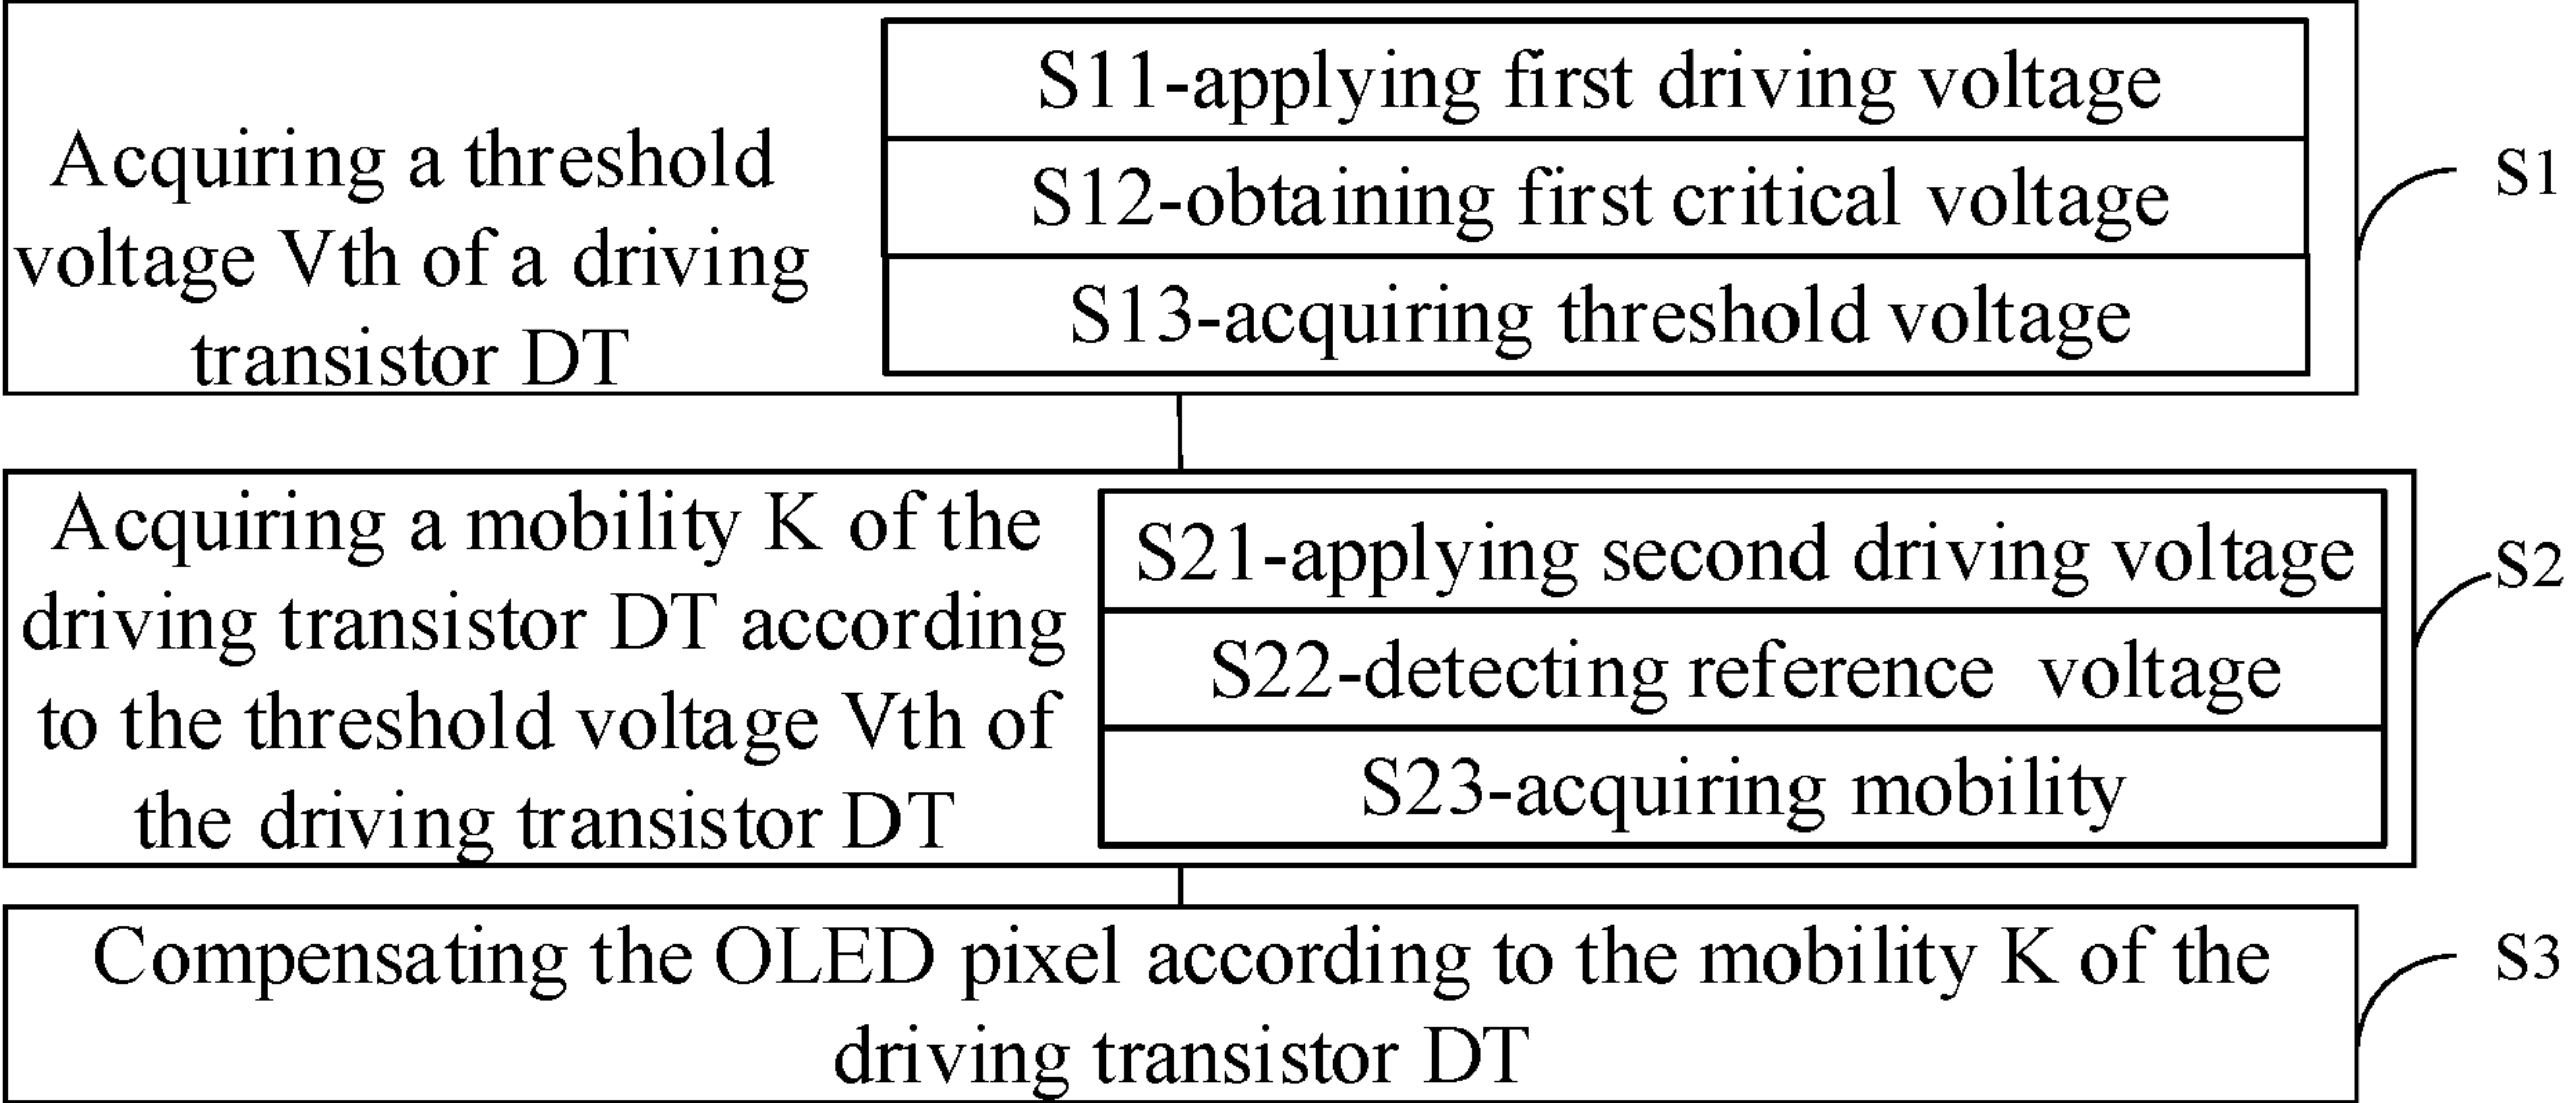 Acquiring a threshold
voltage Vth of a driving
transistor DT
S11-applying first driving voltage
S12-obtaining first critical voltage
S13-acquiring threshold voltage
S1
Acquiring a mobility K of the
driving transistor DT according
to the threshold voltage Vth of
the driving transistor DT
S21-applying second driving voltage
S22-detecting reference voltage
S23-acquiring mobility
S2
Compensating the OLED pixel according to the mobility K of the
driving transistor DT
S3